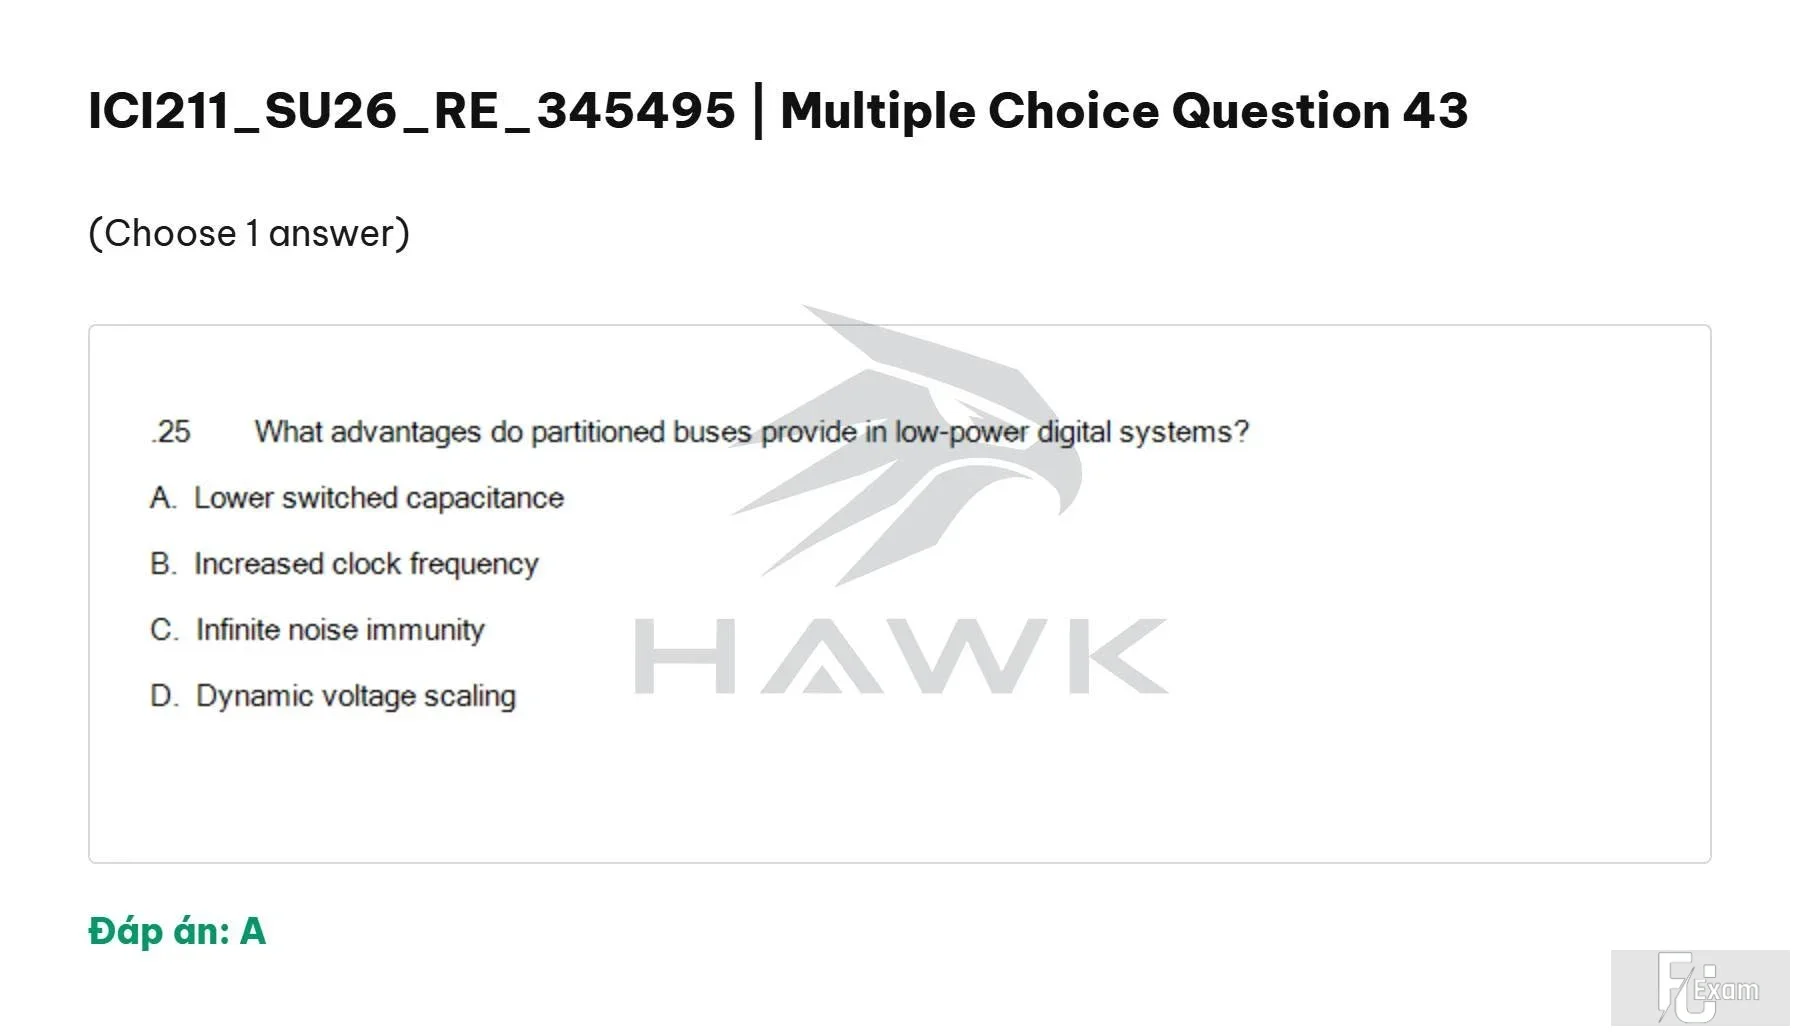 ICI211_SU26_RE_345495 | Multiple Choice Question 43
(Choose 1 answer)
.25 What advantages do partitioned buses provide in low-power digital systems?
A. Lower switched capacitance
B. Increased clock frequency
C. Infinite noise immunity
D. Dynamic voltage scaling
HAWK
Đáp án: A
FU Exam